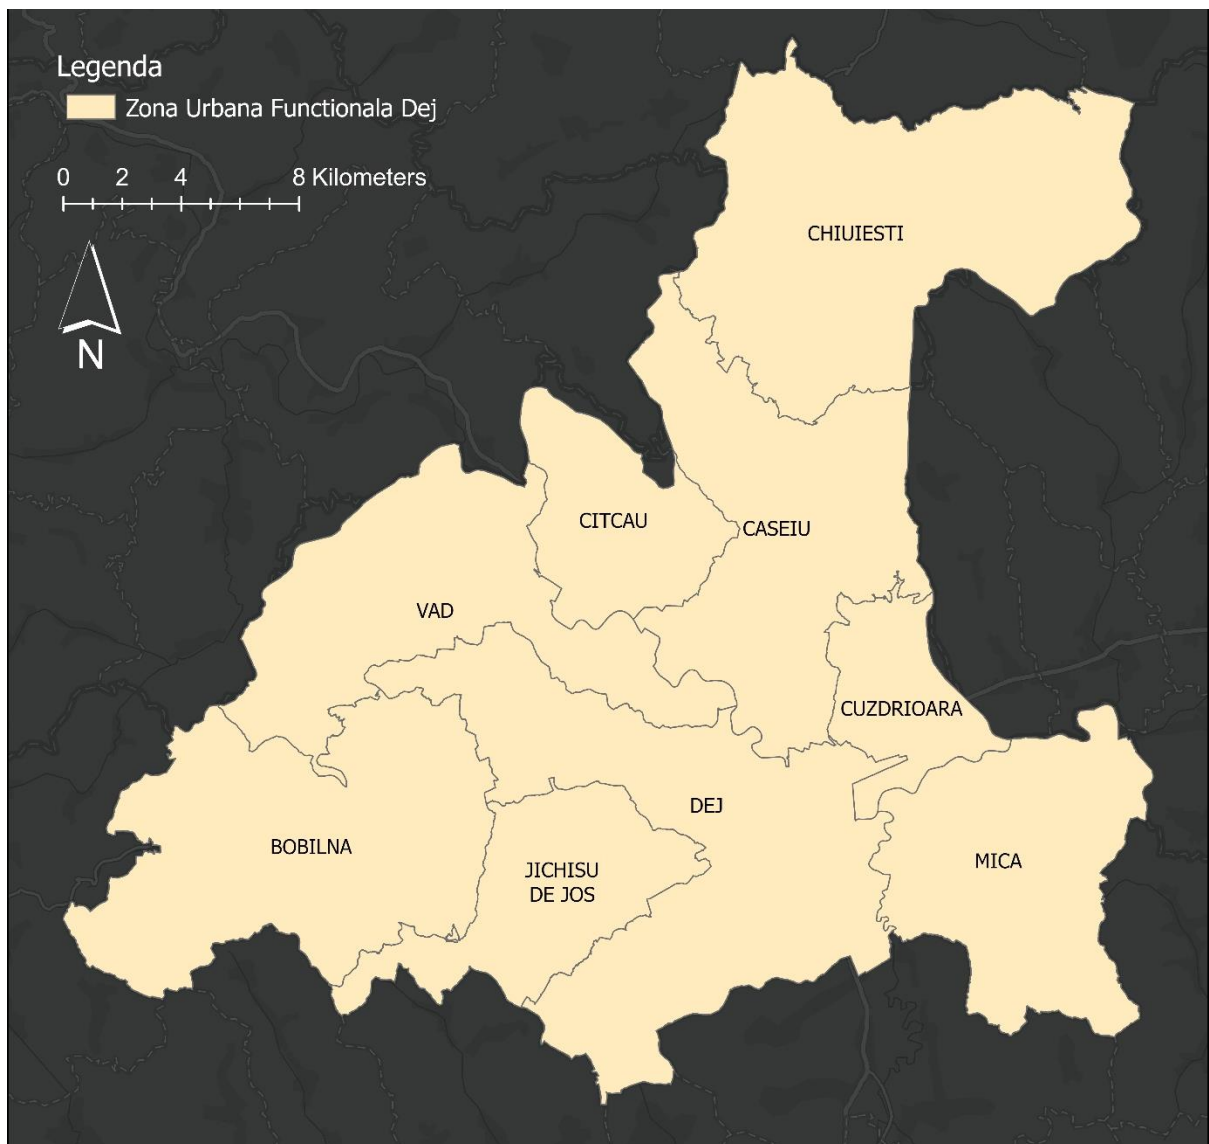 Legenda
Zona Urbana Functionala Dej
0 2 4 8 Kilometers
N
CHIUIESTI
CITCAU
CASEIU
VAD
CUZDRIOARA
DEJ
BOBILNA
JICHISU
DE JOS
MICA